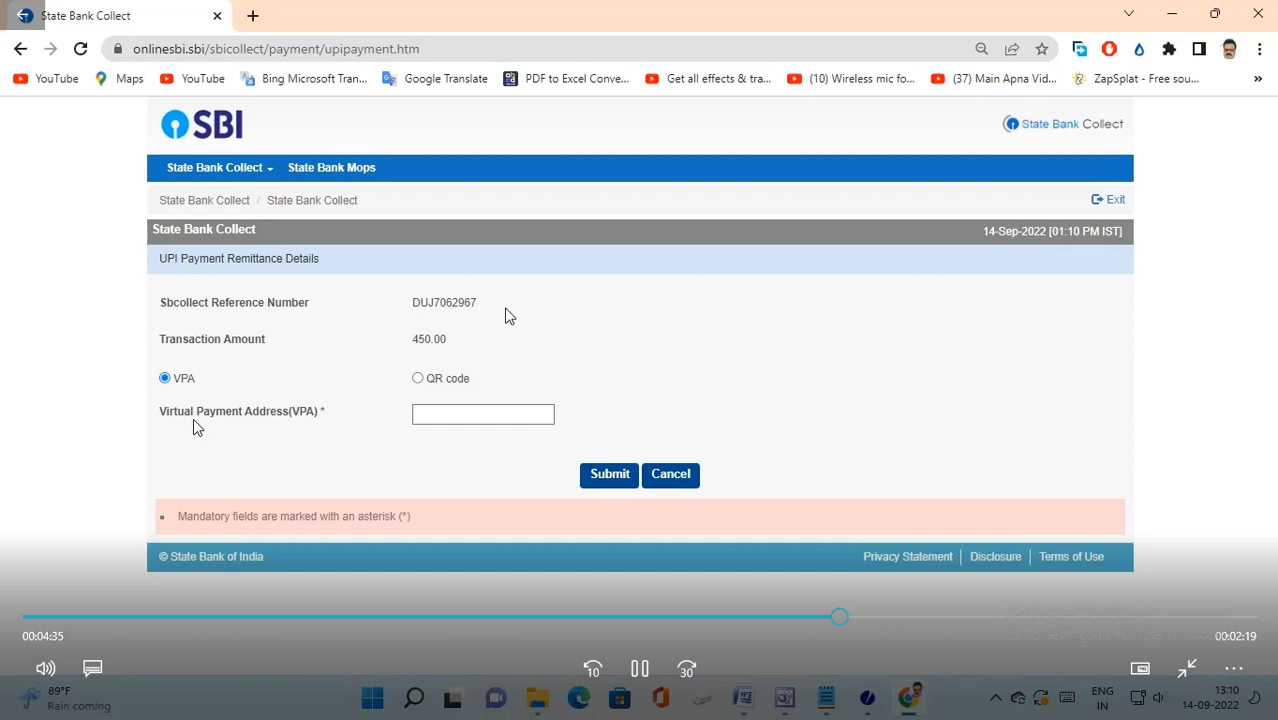 State Bank Collect
onlinesbi.sbi/sbicollect/payment/upipayment.htm
YouTube Maps YouTube Bing Microsoft Tran... Google Translate PDF to Excel Conve... Get all effects & tra... (10) Wireless mic fo... (37) Main Apna Vid... ZapSplat - Free sou... »
SBI State Bank Collect
State Bank Collect State Bank Mops
State Bank Collect / State Bank Collect Exit
State Bank Collect 14-Sep-2022 [01:10 PM IST]
UPI Payment Remittance Details
Sbcollect Reference Number DUJ7062967
Transaction Amount 450.00
VPA QR code
Virtual Payment Address(VPA) *
Submit Cancel
Mandatory fields are marked with an asterisk (*)
© State Bank of India Privacy Statement Disclosure Terms of Use
00:04:35 00:02:19
10 30
89°F ENG 13:10
Rain coming IN 14-09-2022